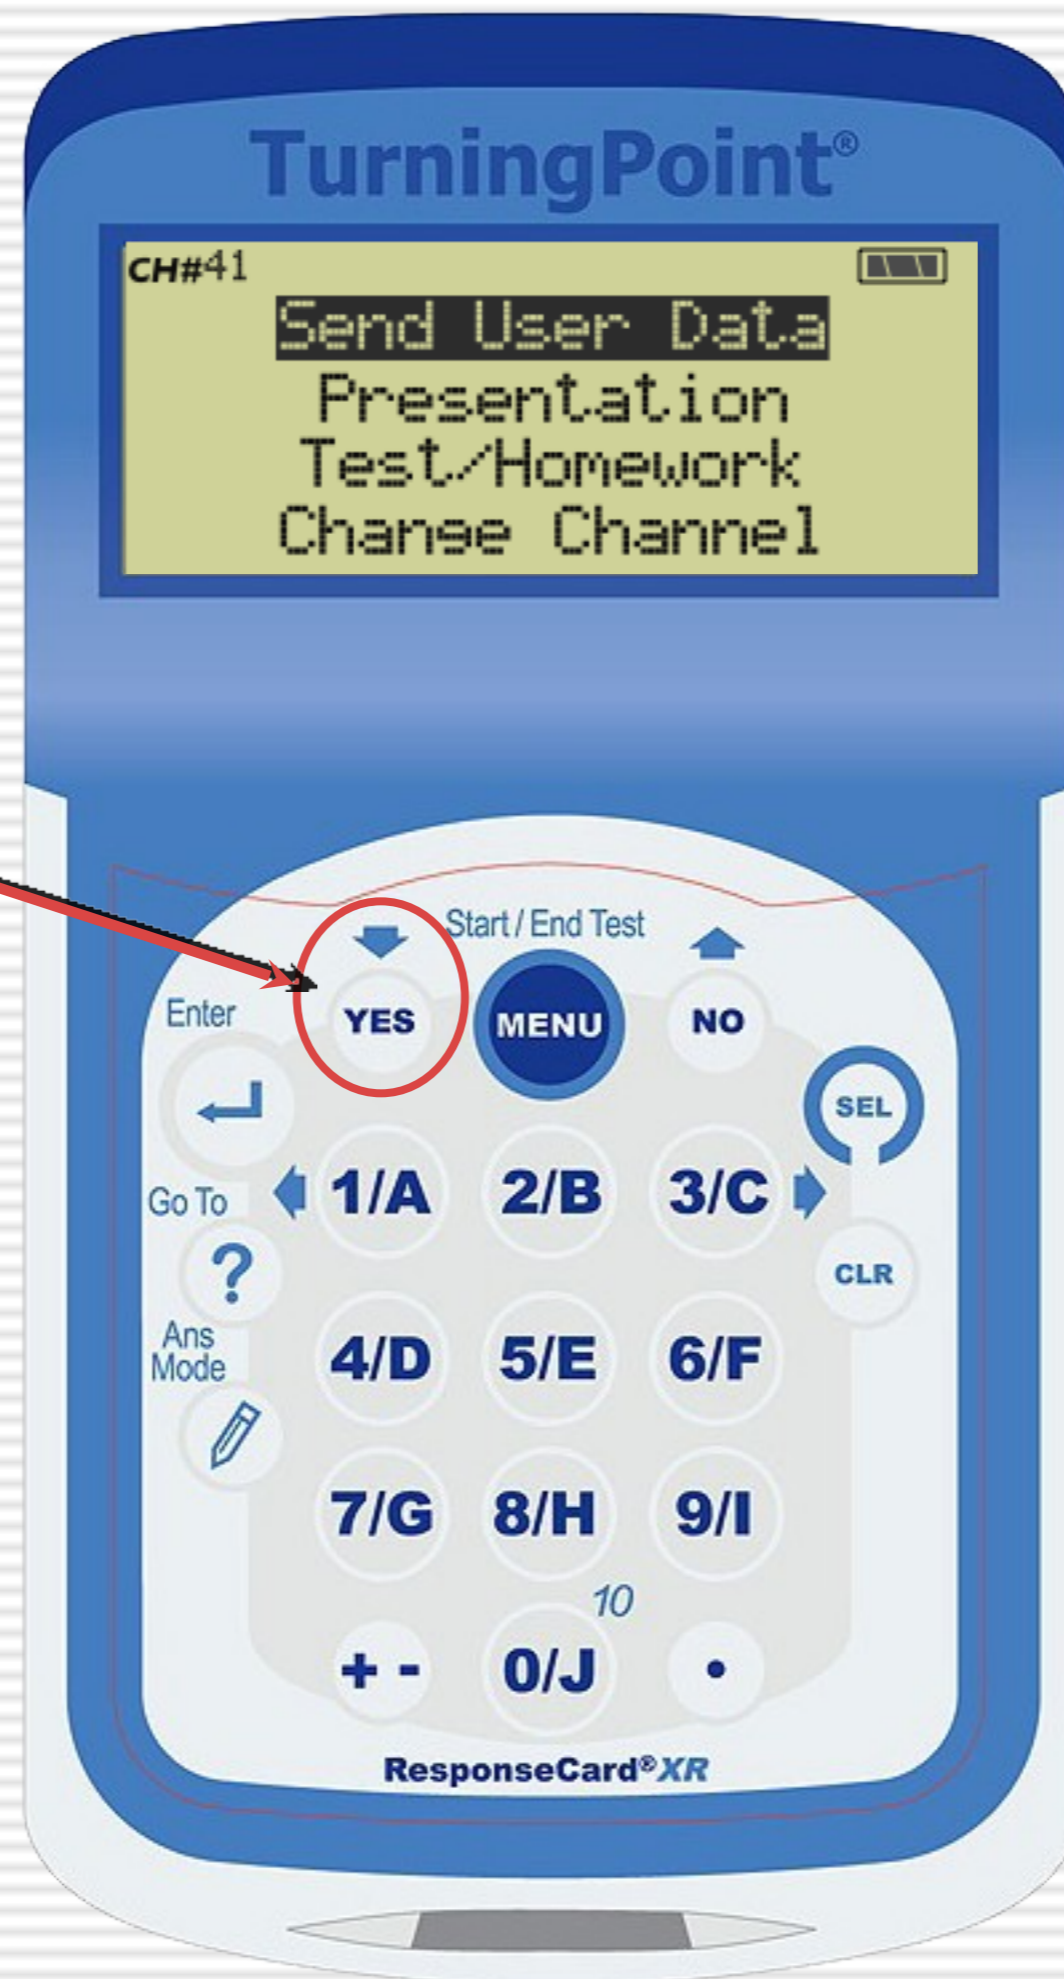 TurningPoint®
CH#41
Send User Data
Presentation
Test/Homework
Change Channel
Start / End Test
Enter
YES
MENU
NO
SEL
Go To
1/A
2/B
3/C
?
CLR
Ans
Mode
4/D
5/E
6/F
7/G
8/H
9/I
10
+ -
0/J
•
ResponseCard®XR